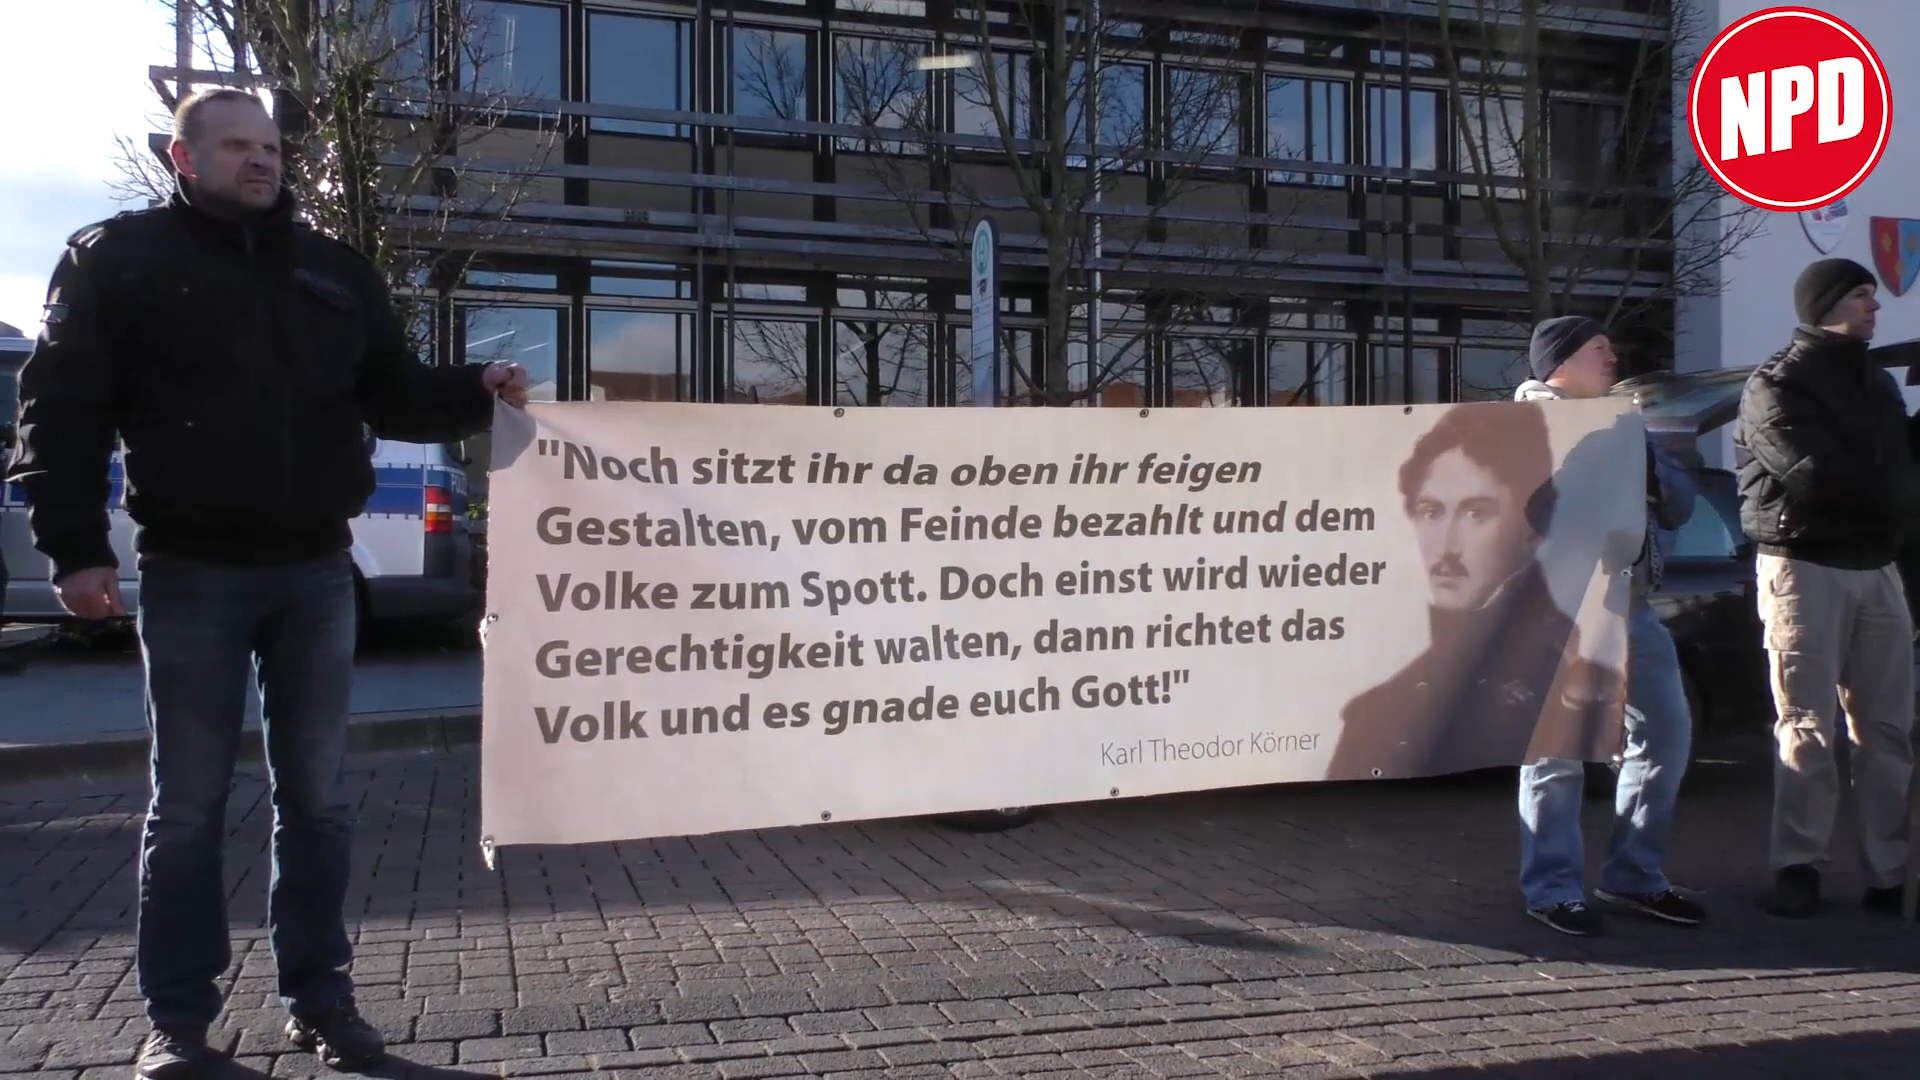 NPD
"Noch sitzt ihr da oben ihr feigen
Gestalten, vom Feinde bezahlt und dem
Volke zum Spott. Doch einst wird wieder
Gerechtigkeit walten, dann richtet das
Volk und es gnade euch Gott!"
Karl Theodor Körner